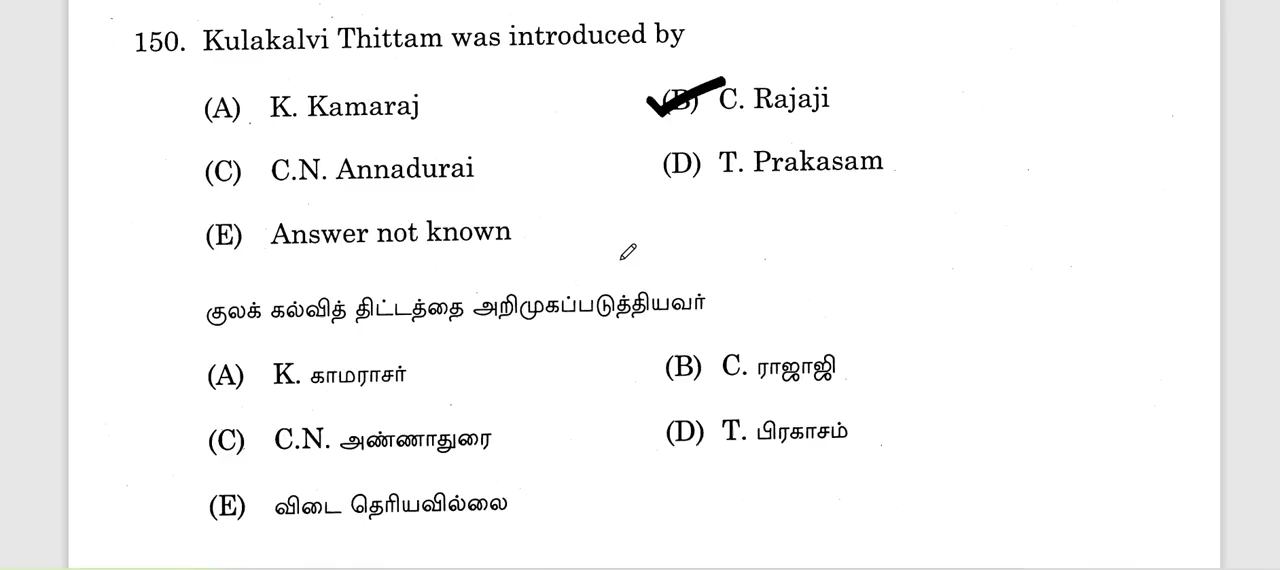 150. Kulakalvi Thittam was introduced by
(A) K. Kamaraj (B) C. Rajaji
(C) C.N. Annadurai (D) T. Prakasam
(E) Answer not known
குலக் கல்வித் திட்டத்தை அறிமுகப்படுத்தியவர்
(A) K. காமராசர் (B) C. ராஜாஜி
(C) C.N. அண்ணாதுரை (D) T. பிரகாசம்
(E) விடை தெரியவில்லை